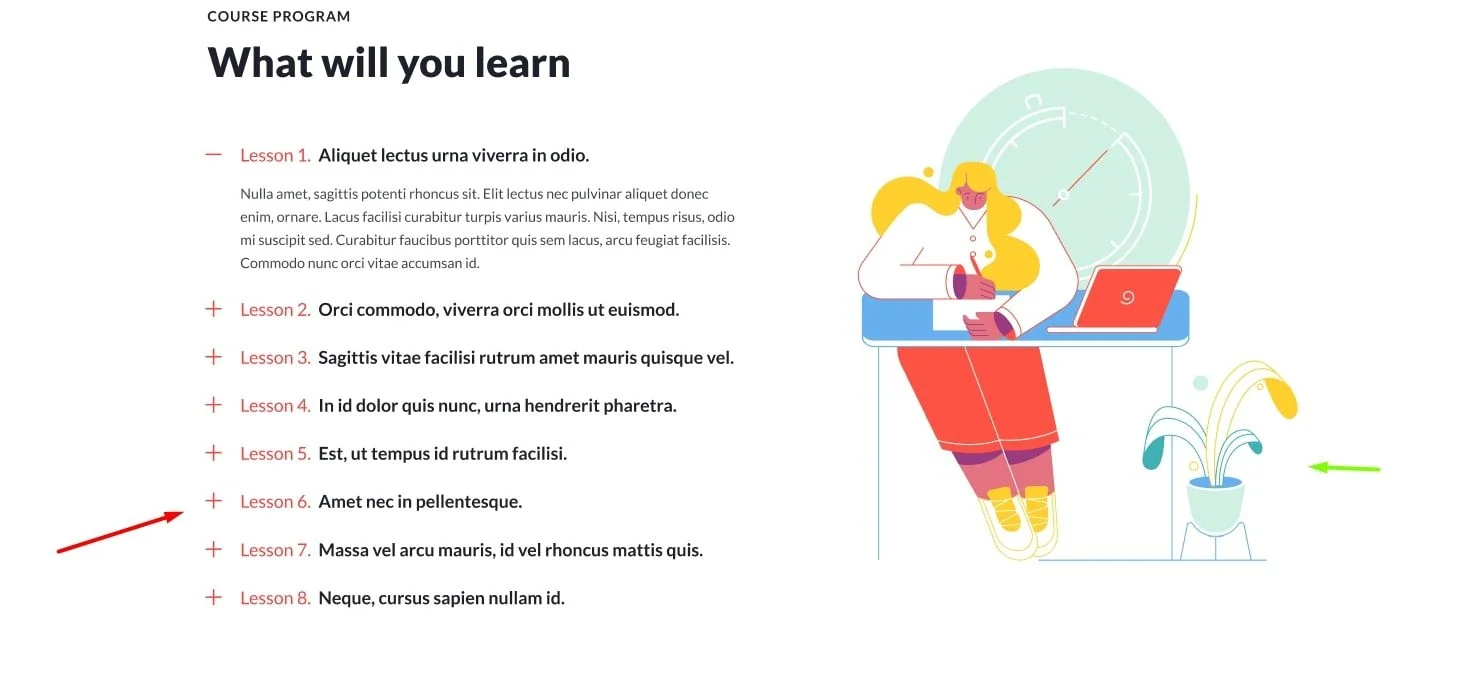 COURSE PROGRAM
What will you learn
Lesson 1. Aliquet lectus urna viverra in odio.
Nulla amet, sagittis potenti rhoncus sit. Elit lectus nec pulvinar aliquet donec
enim, ornare. Lacus facilisi curabitur turpis varius mauris. Nisi, tempus risus, odio
mi suscipit sed. Curabitur faucibus porttitor quis sem lacus, arcu feugiat facilisis.
Commodo nunc orci vitae accumsan id.
Lesson 2. Orci commodo, viverra orci mollis ut euismod.
Lesson 3. Sagittis vitae facilisi rutrum amet mauris quisque vel.
Lesson 4. In id dolor quis nunc, urna hendrerit pharetra.
Lesson 5. Est, ut tempus id rutrum facilisi.
Lesson 6. Amet nec in pellentesque.
Lesson 7. Massa vel arcu mauris, id vel rhoncus mattis quis.
Lesson 8. Neque, cursus sapien nullam id.